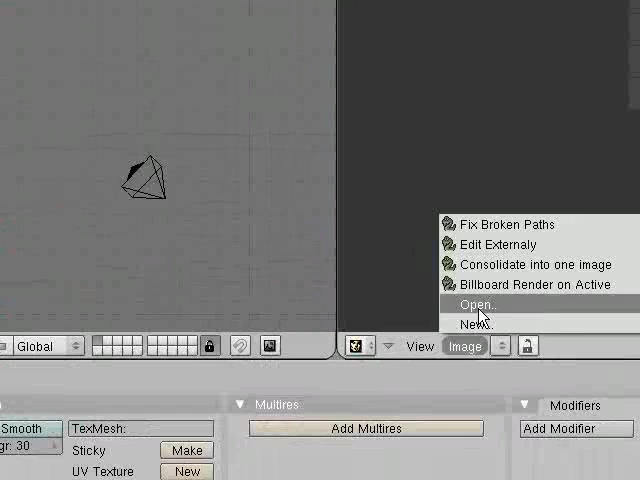 Fix Broken Paths
Edit Externaly
Consolidate into one image
Billboard Render on Active
Open..
New..
Global
View
Image
Multires
Modifiers
Smooth
TexMesh:
Add Multires
Add Modifier
gr: 30
Sticky
Make
UV Texture
New